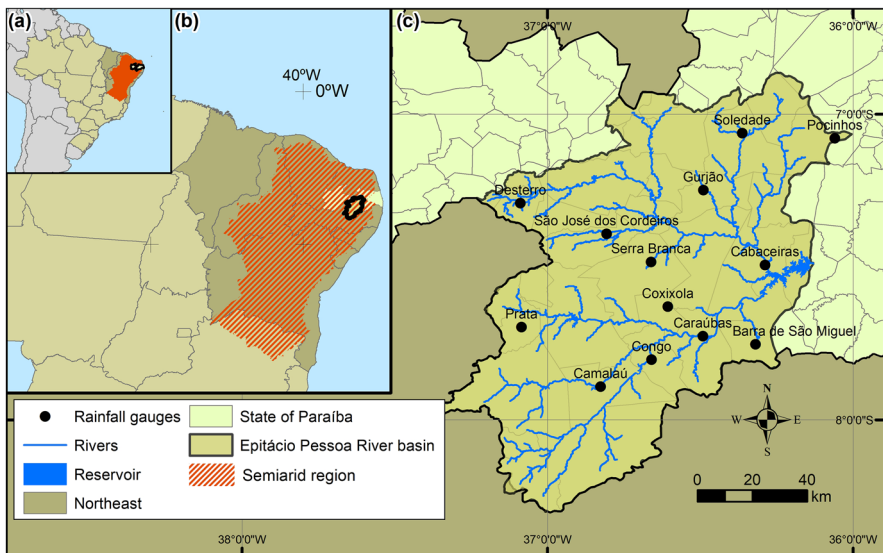 (a)
(b)
40ºW
0ºW
(c)
37°0'0"W
36°0'0"W
7°0'0"S
Soledade
Pocinhos
Gurjão
Desterro
São José dos Cordeiros
Serra Branca
Cabaceiras
Coxixola
Prata
Caraúbas
Barra de São Miguel
Congo
Camalaú
8°0'0"S
N
W
E
S
0 20 40
km
Rainfall gauges
Rivers
Reservoir
Northeast
State of Paraíba
Epitácio Pessoa River basin
Semiarid region
38°0'0"W
37°0'0"W
36°0'0"W